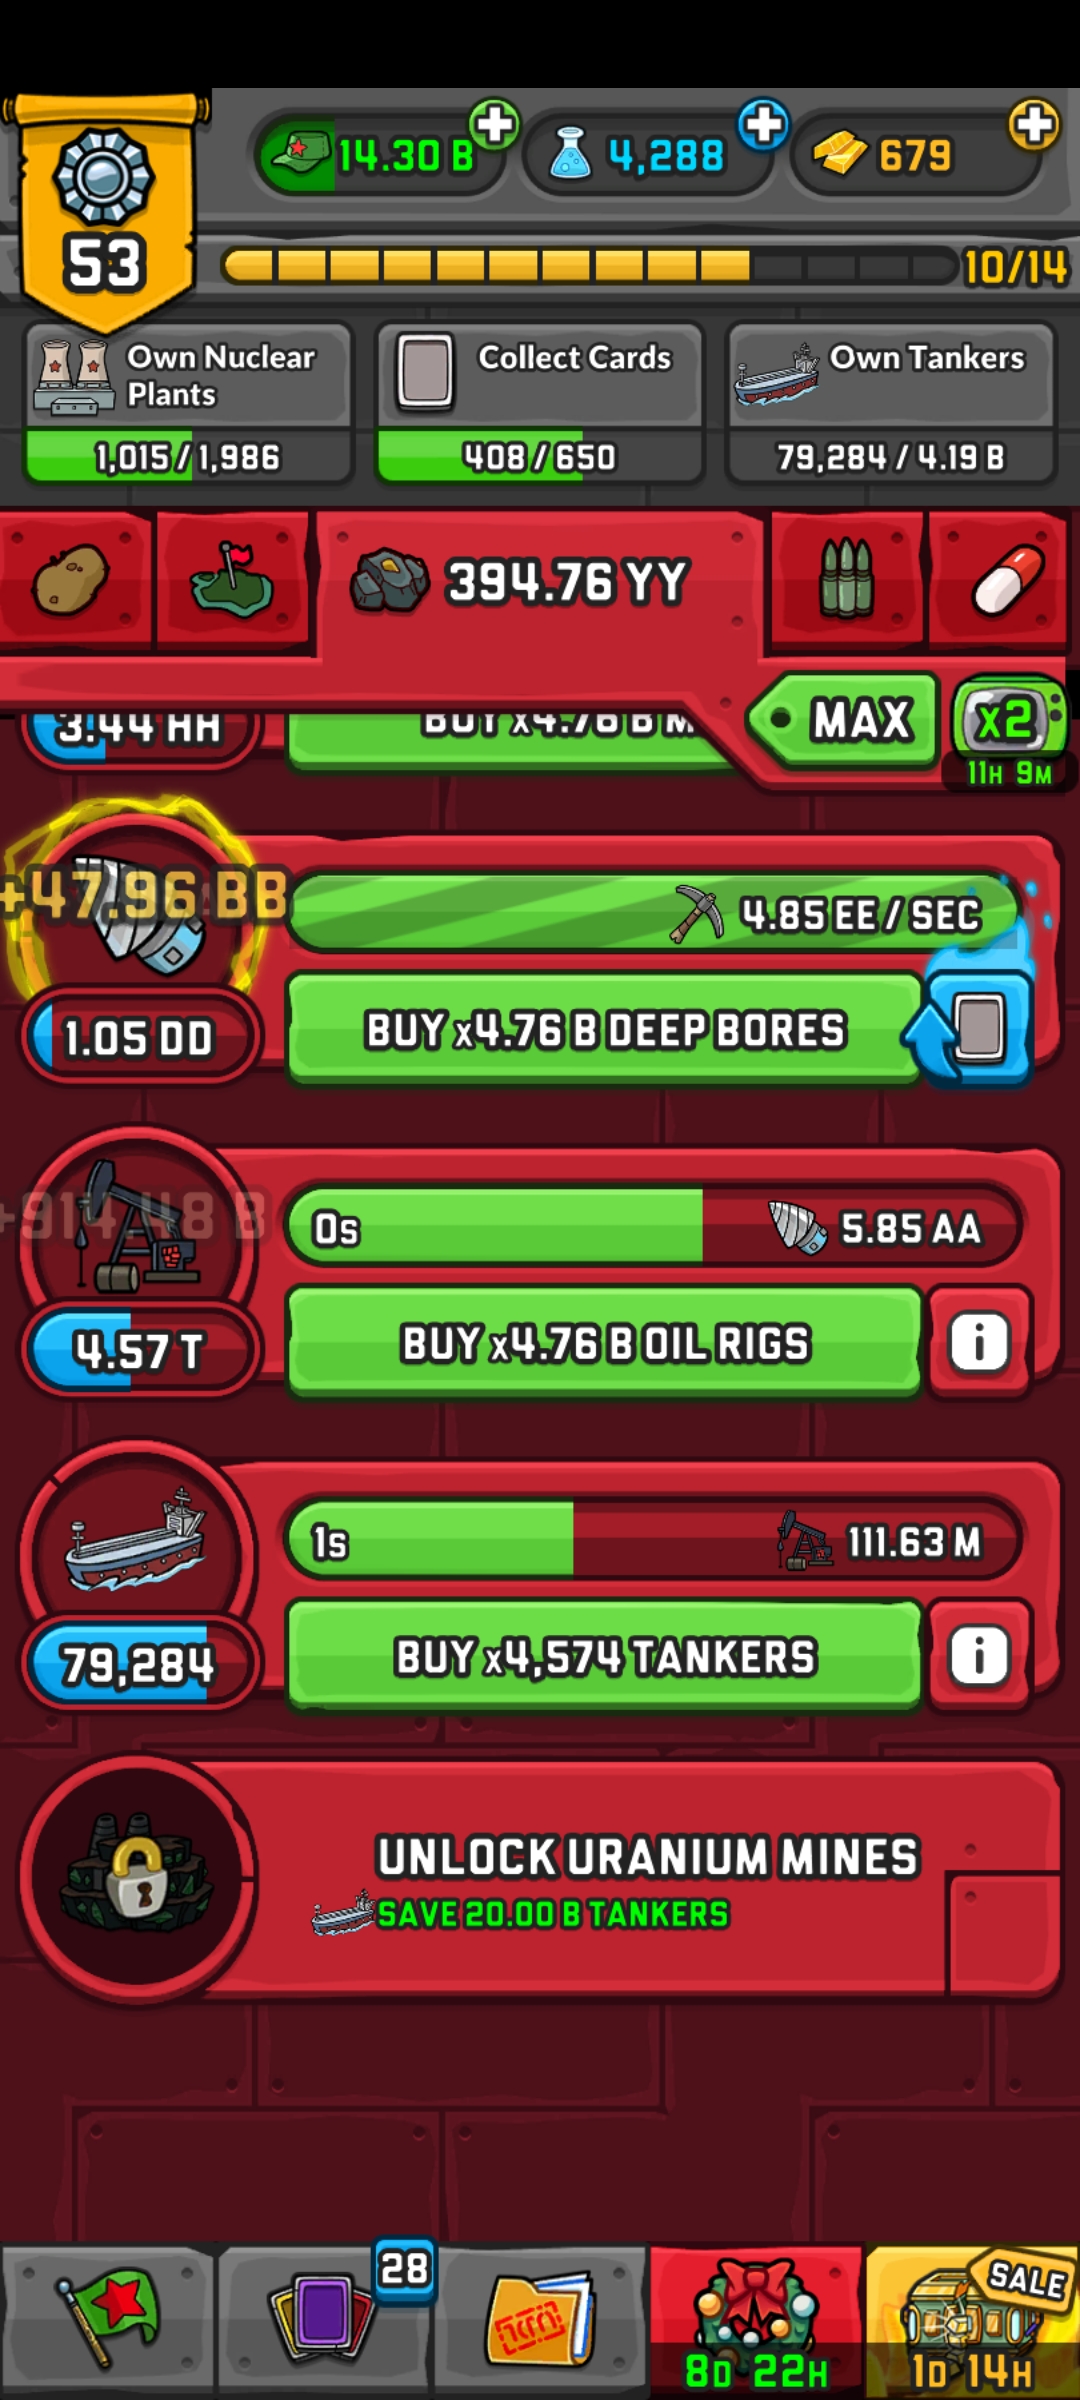 14.30 B
4,288
679
53
10/14
Own Nuclear
Plants
1,015 / 1,986
Collect Cards
408 / 650
Own Tankers
79,284 / 4.19 B
394.76 YY
3.44 HH
BUY x4.76 B M
MAX
x2
11H 9M
+47.96 BB
4.85 EE / SEC
1.05 DD
BUY x4.76 B DEEP BORES
+914.48 B
0s
5.85 AA
4.57 T
BUY x4.76 B OIL RIGS
i
1s
111.63 M
79,284
BUY x4,574 TANKERS
i
UNLOCK URANIUM MINES
SAVE 20.00 B TANKERS
28
SALE
8D 22H
1D 14H